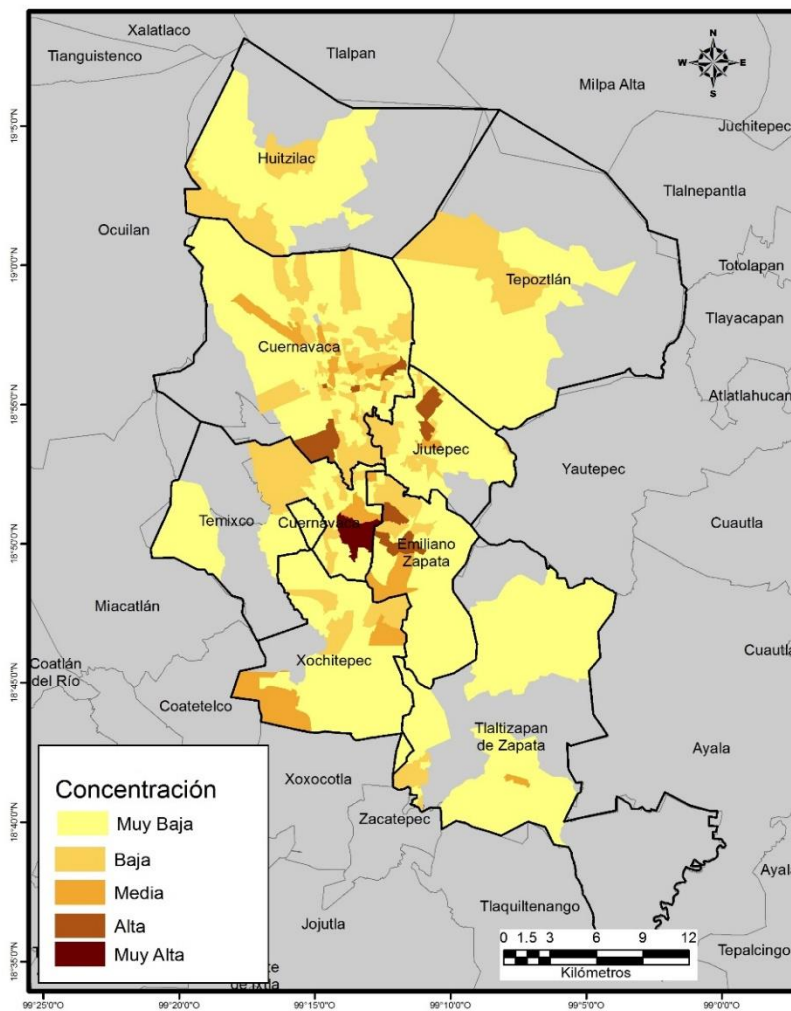 Xalatlaco
Tlalpan
Tianguistenco
Milpa Alta
N
W E
S
Juchitepec
19°5'0"N
Huitzilac
Tlalnepantla
Ocuilan
Totolapan
19°0'0"N
Tepoztlán
Tlayacapan
Cuernavaca
Atlatlahucan
18°55'0"N
Jiutepec
Yautepec
Temixco
Cuernavaca
Cuautla
18°50'0"N
Emiliano
Zapata
Miacatlán
Xochitepec
Cuautla
Coatlán
del Río
18°45'0"N
Coatetelco
Tlaltizapan
de Zapata
Ayala
Xoxocotla
Concentración
Muy Baja
Baja
Media
Alta
Muy Alta
Zacatepec
18°40'0"N
Ayala
Tlaquiltenango
Jojutla
0 1.5 3 6 9 12
Kilómetros
Tepalcingo
18°35'0"N
de Ixtla
99°25'0"O
99°20'0"O
99°15'0"O
99°10'0"O
99°5'0"O
99°0'0"O